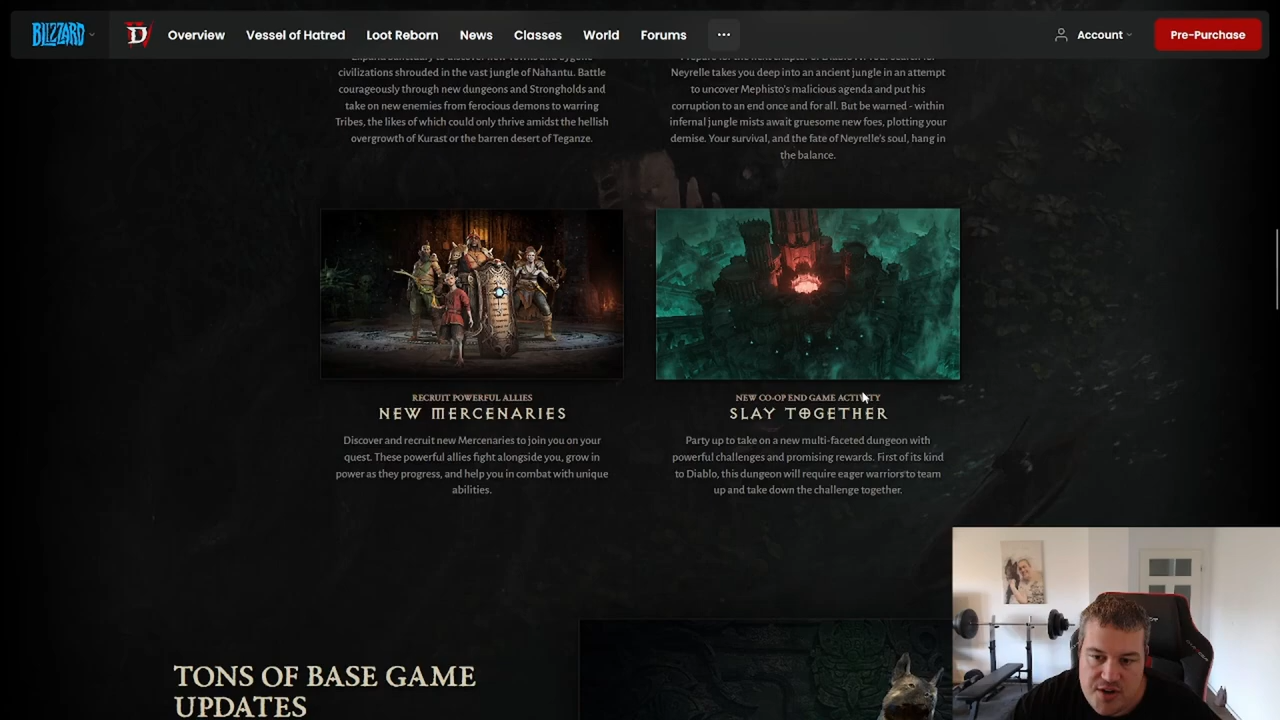 BLIZZARD
D
Overview
Vessel of Hatred
Loot Reborn
News
Classes
World
Forums
...
Account
Pre-Purchase
civilizations shrouded in the vast jungle of Nahantu. Battle
courageously through new dungeons and Strongholds and
take on new enemies from ferocious demons to warring
Tribes, the likes of which could only thrive amidst the hellish
overgrowth of Kurast or the barren desert of Teganze.
Neyrelle takes you deep into an ancient jungle in an attempt
to uncover Mephisto's malicious agenda and put his
corruption to an end once and for all. But be warned - within
infernal jungle mists await gruesome new foes, plotting your
demise. Your survival, and the fate of Neyrelle's soul, hang in
the balance.
RECRUIT POWERFUL ALLIES
NEW MERCENARIES
Discover and recruit new Mercenaries to join you on your
quest. These powerful allies fight alongside you, grow in
power as they progress, and help you in combat with unique
abilities.
NEW CO-OP END GAME ACTIVITY
SLAY TOGETHER
Party up to take on a new multi-faceted dungeon with
powerful challenges and promising rewards. First of its kind
to Diablo, this dungeon will require eager warriors to team
up and take down the challenge together.
TONS OF BASE GAME
UPDATES